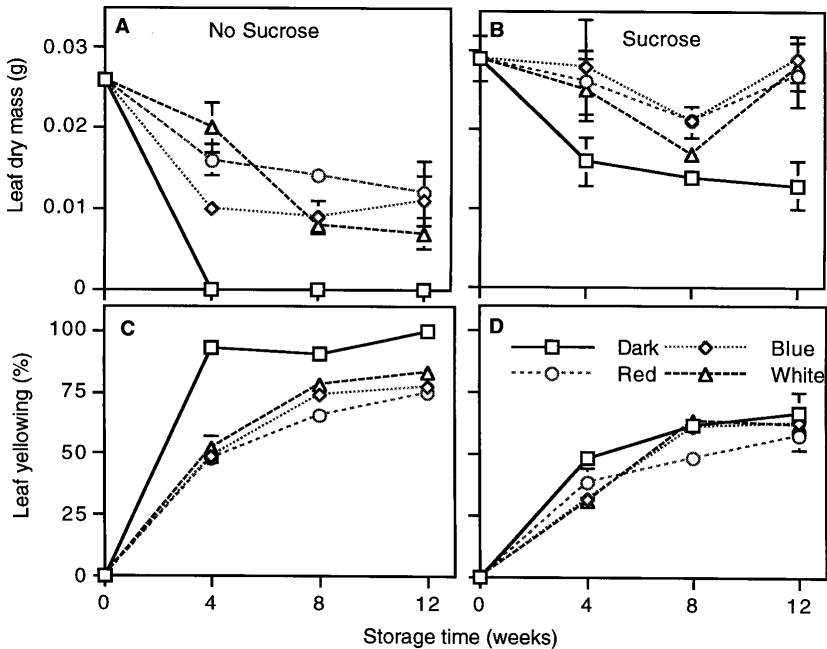 A No Sucrose
B Sucrose
Leaf dry mass (g)
0.03
0.02
0.01
0
C
D
Dark Blue
Red White
Leaf yellowing (%)
100
75
50
25
0
0 4 8 12 0 4 8 12
Storage time (weeks)